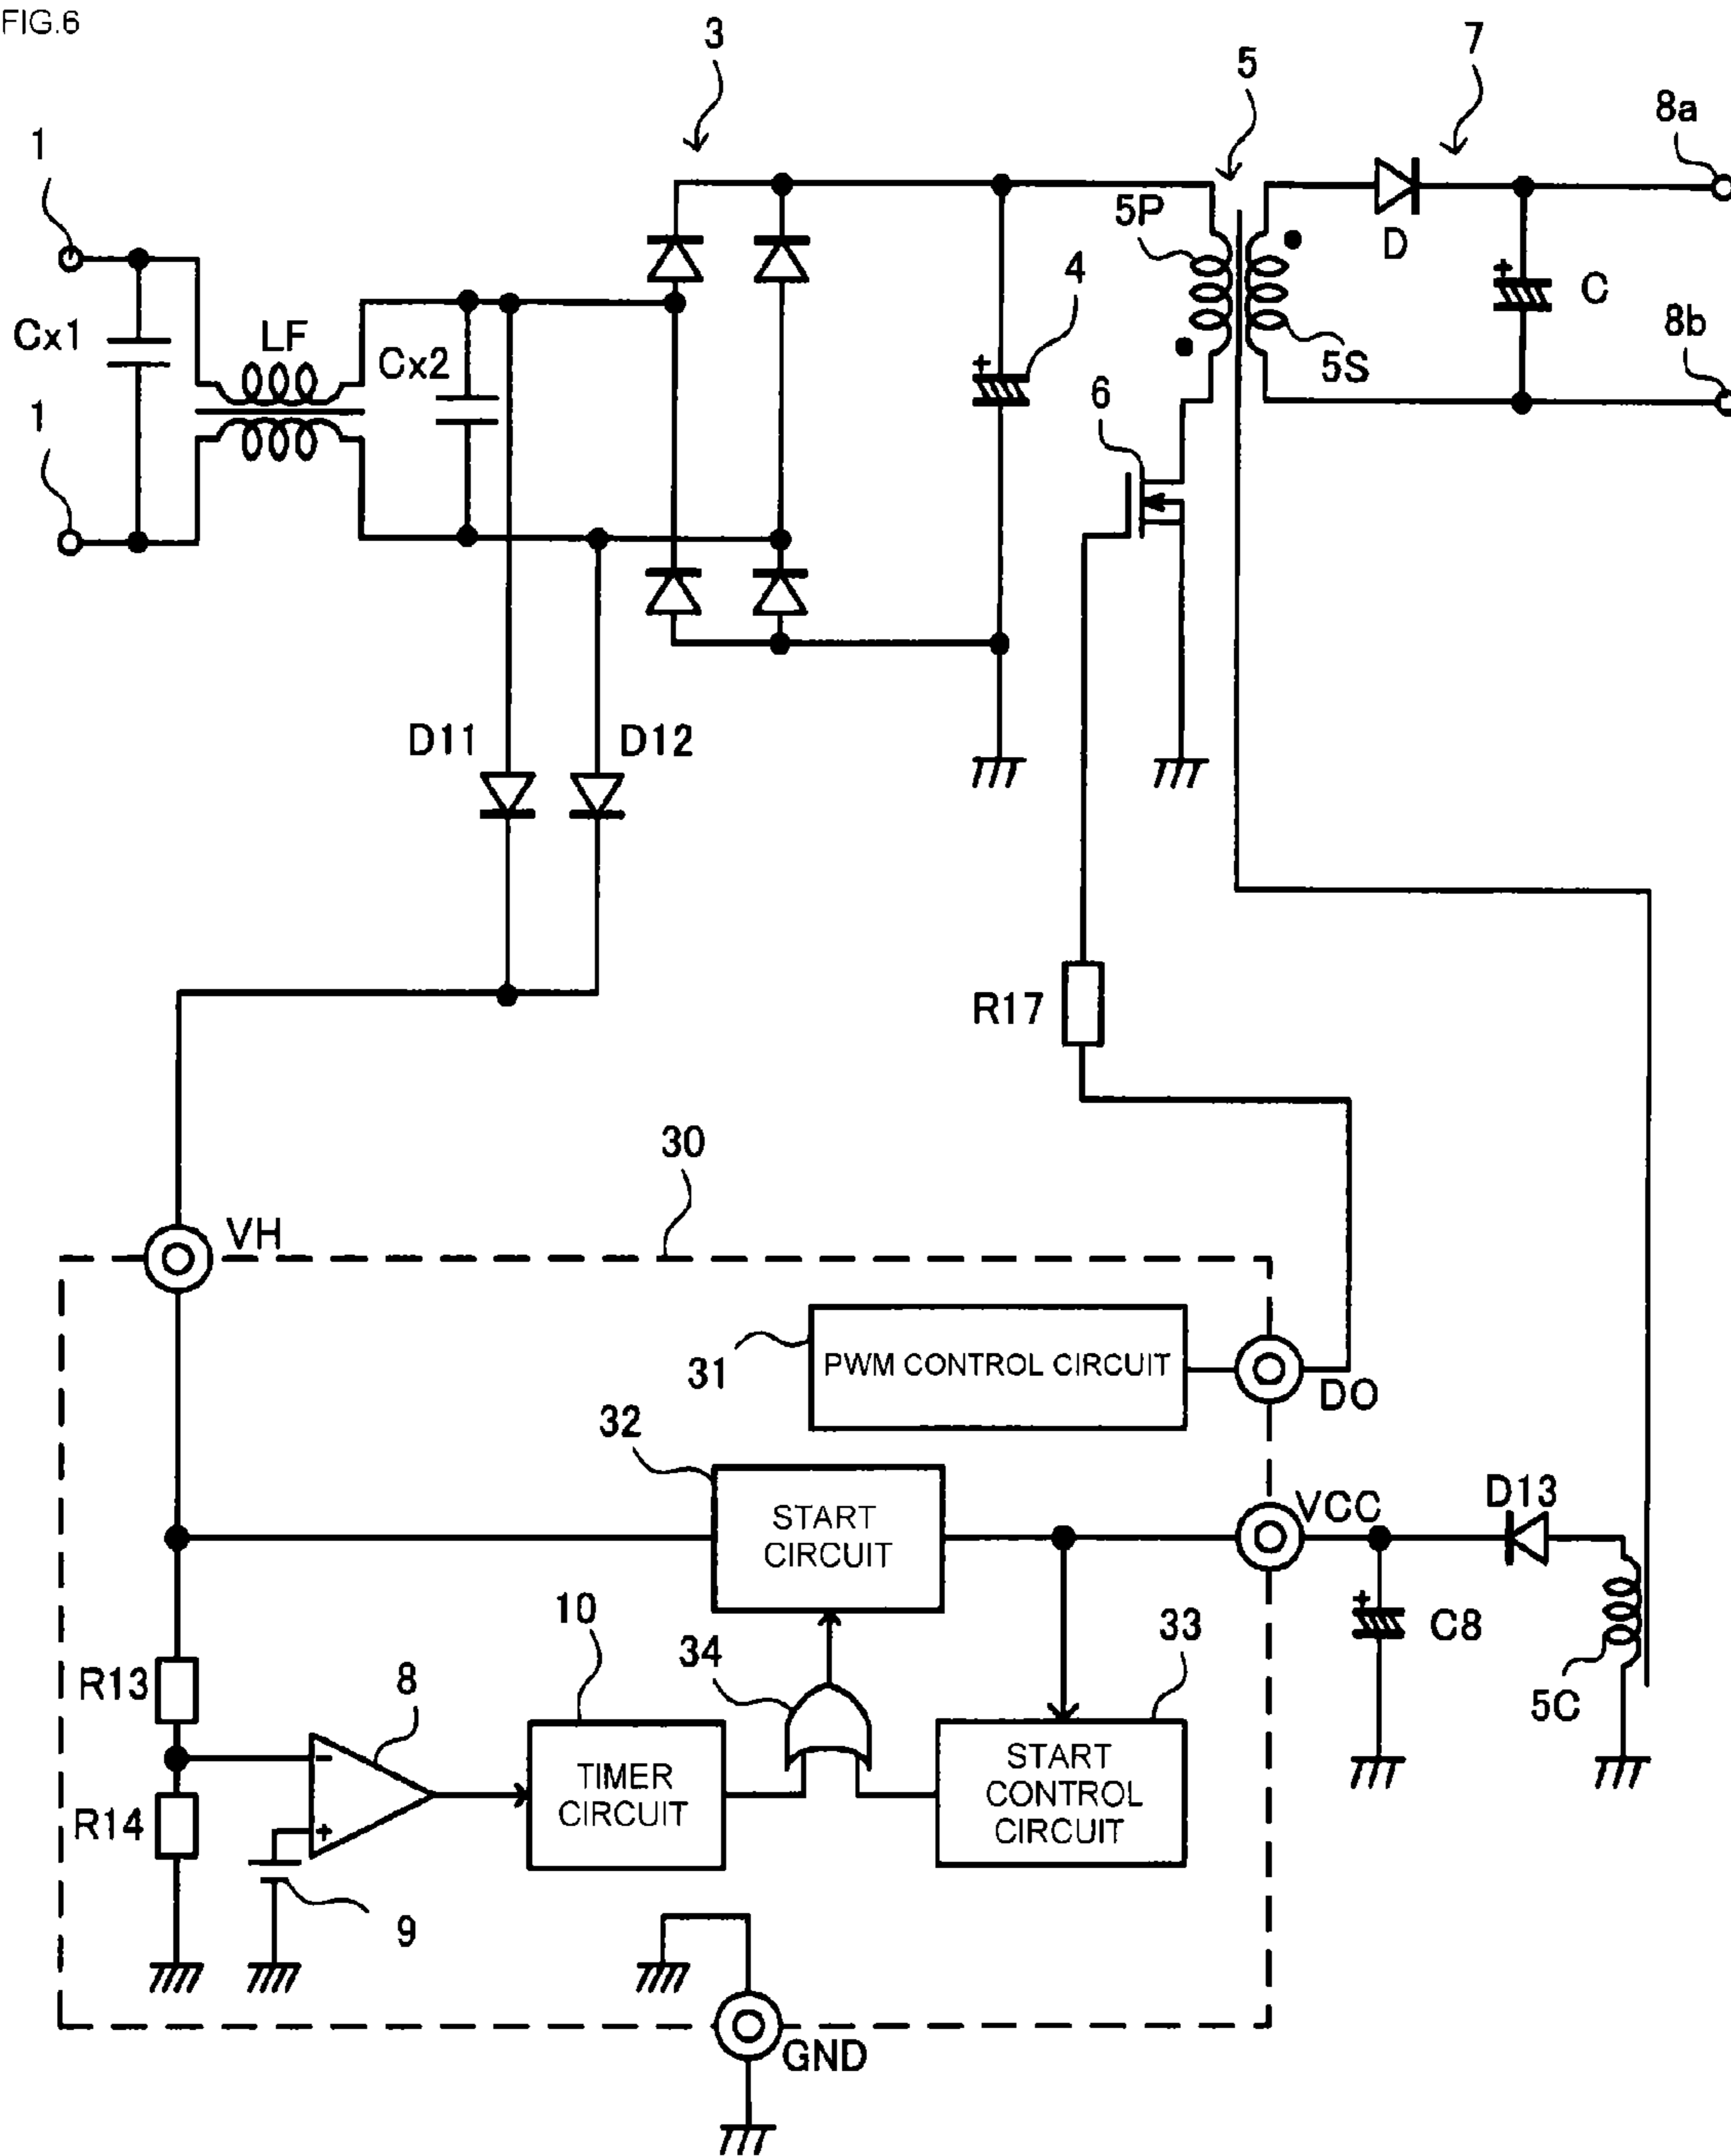 FIG.6
3
5
7
8a
1
5P
D
4
C
Cx1
LF
Cx2
8b
5S
6
1
D11
D12
R17
30
VH
31
PWM CONTROL CIRCUIT
DO
32
START
CIRCUIT
VCC
D13
10
33
34
C8
R13
8
5C
-
TIMER
CIRCUIT
START
CONTROL
CIRCUIT
R14
+
9
GND
+
+
+